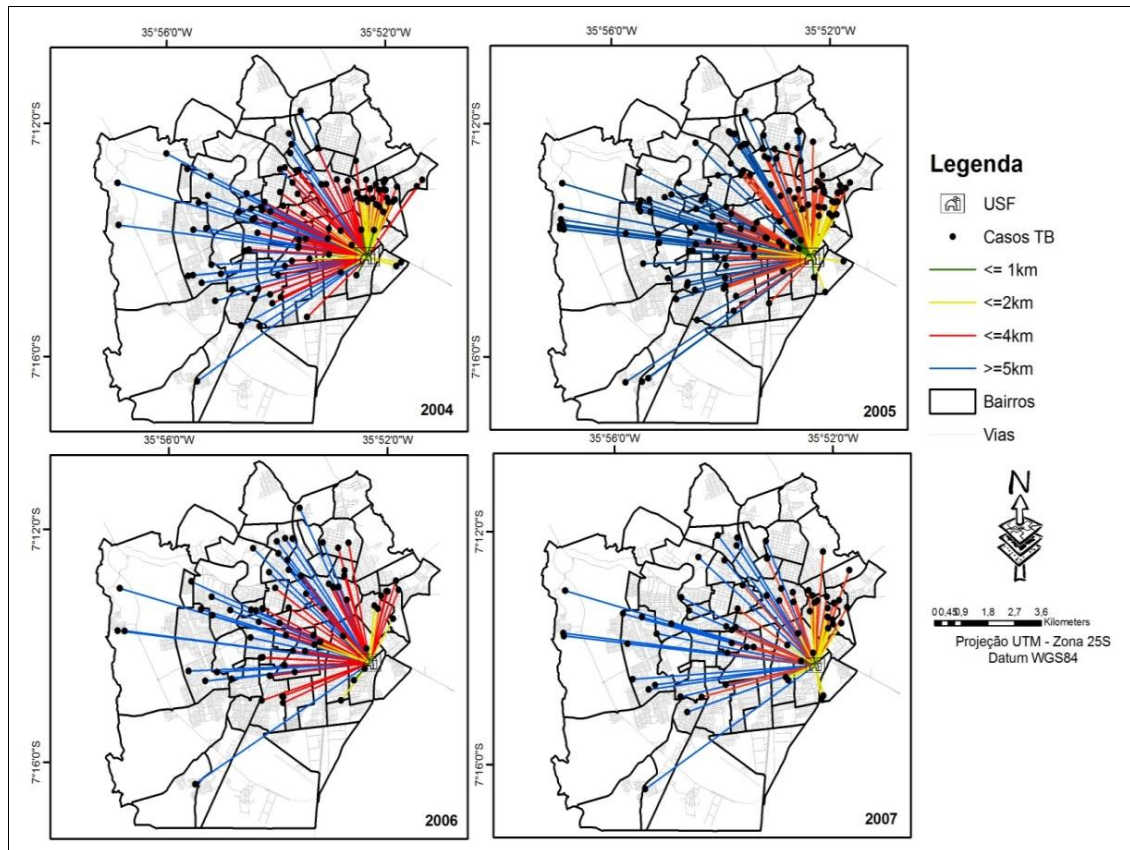 35°56'0"W 35°52'0"W
7°12'0"S
7°16'0"S
2004
35°56'0"W 35°52'0"W
2005
35°56'0"W 35°52'0"W
7°12'0"S
7°16'0"S
2006
35°56'0"W 35°52'0"W
7°12'0"S
7°16'0"S
2007
7°12'0"S
7°16'0"S
Legenda
USF
Casos TB
<= 1km
<=2km
<=4km
>=5km
Bairros
Vias
N
0 0,45 0,9 1,8 2,7 3,6
Kilometers
Projeção UTM - Zona 25S
Datum WGS84